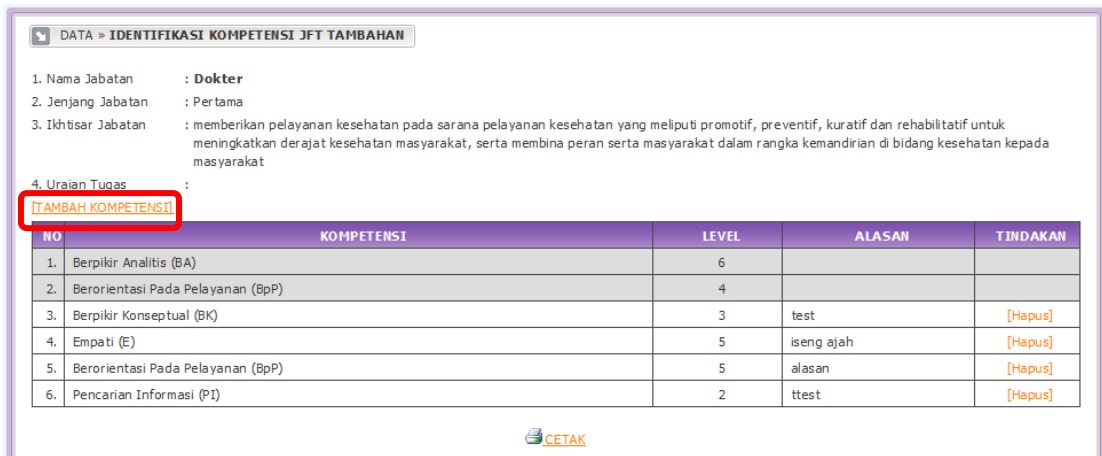 DATA » IDENTIFIKASI KOMPETENSI JFT TAMBAHAN
1. Nama Jabatan : Dokter
2. Jenjang Jabatan : Pertama
3. Ikhtisar Jabatan : memberikan pelayanan kesehatan pada sarana pelayanan kesehatan yang meliputi promotif, preventif, kuratif dan rehabilitatif untuk
meningkatkan derajat kesehatan masyarakat, serta membina peran serta masyarakat dalam rangka kemandirian di bidang kesehatan kepada
masyarakat
4. Uraian Tugas :
[TAMBAH KOMPETENSI]
NO KOMPETENSI LEVEL ALASAN TINDAKAN
1. Berpikir Analitis (BA) 6
2. Berorientasi Pada Pelayanan (BpP) 4
3. Berpikir Konseptual (BK) 3 test [Hapus]
4. Empati (E) 5 iseng ajah [Hapus]
5. Berorientasi Pada Pelayanan (BpP) 5 alasan [Hapus]
6. Pencarian Informasi (PI) 2 ttest [Hapus]
CETAK